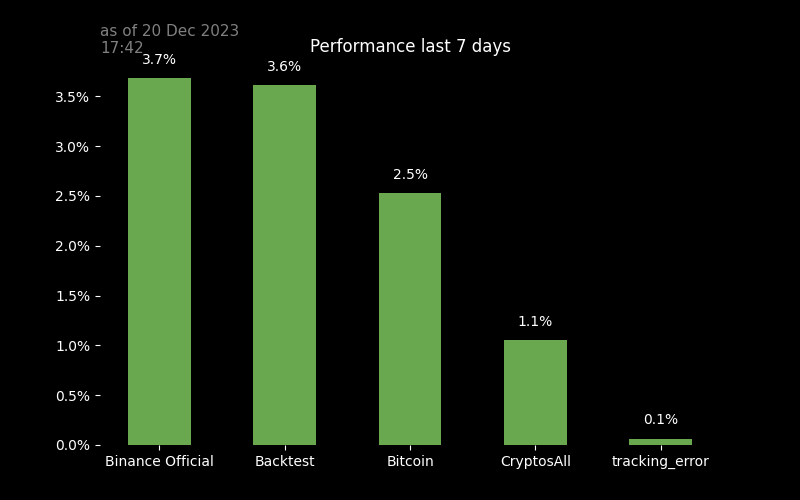 as of 20 Dec 2023
17:42
Performance last 7 days
3.7%
3.6%
2.5%
1.1%
0.1%
3.5%
3.0%
2.5%
2.0%
1.5%
1.0%
0.5%
0.0%
Binance Official
Backtest
Bitcoin
CryptosAll
tracking_error